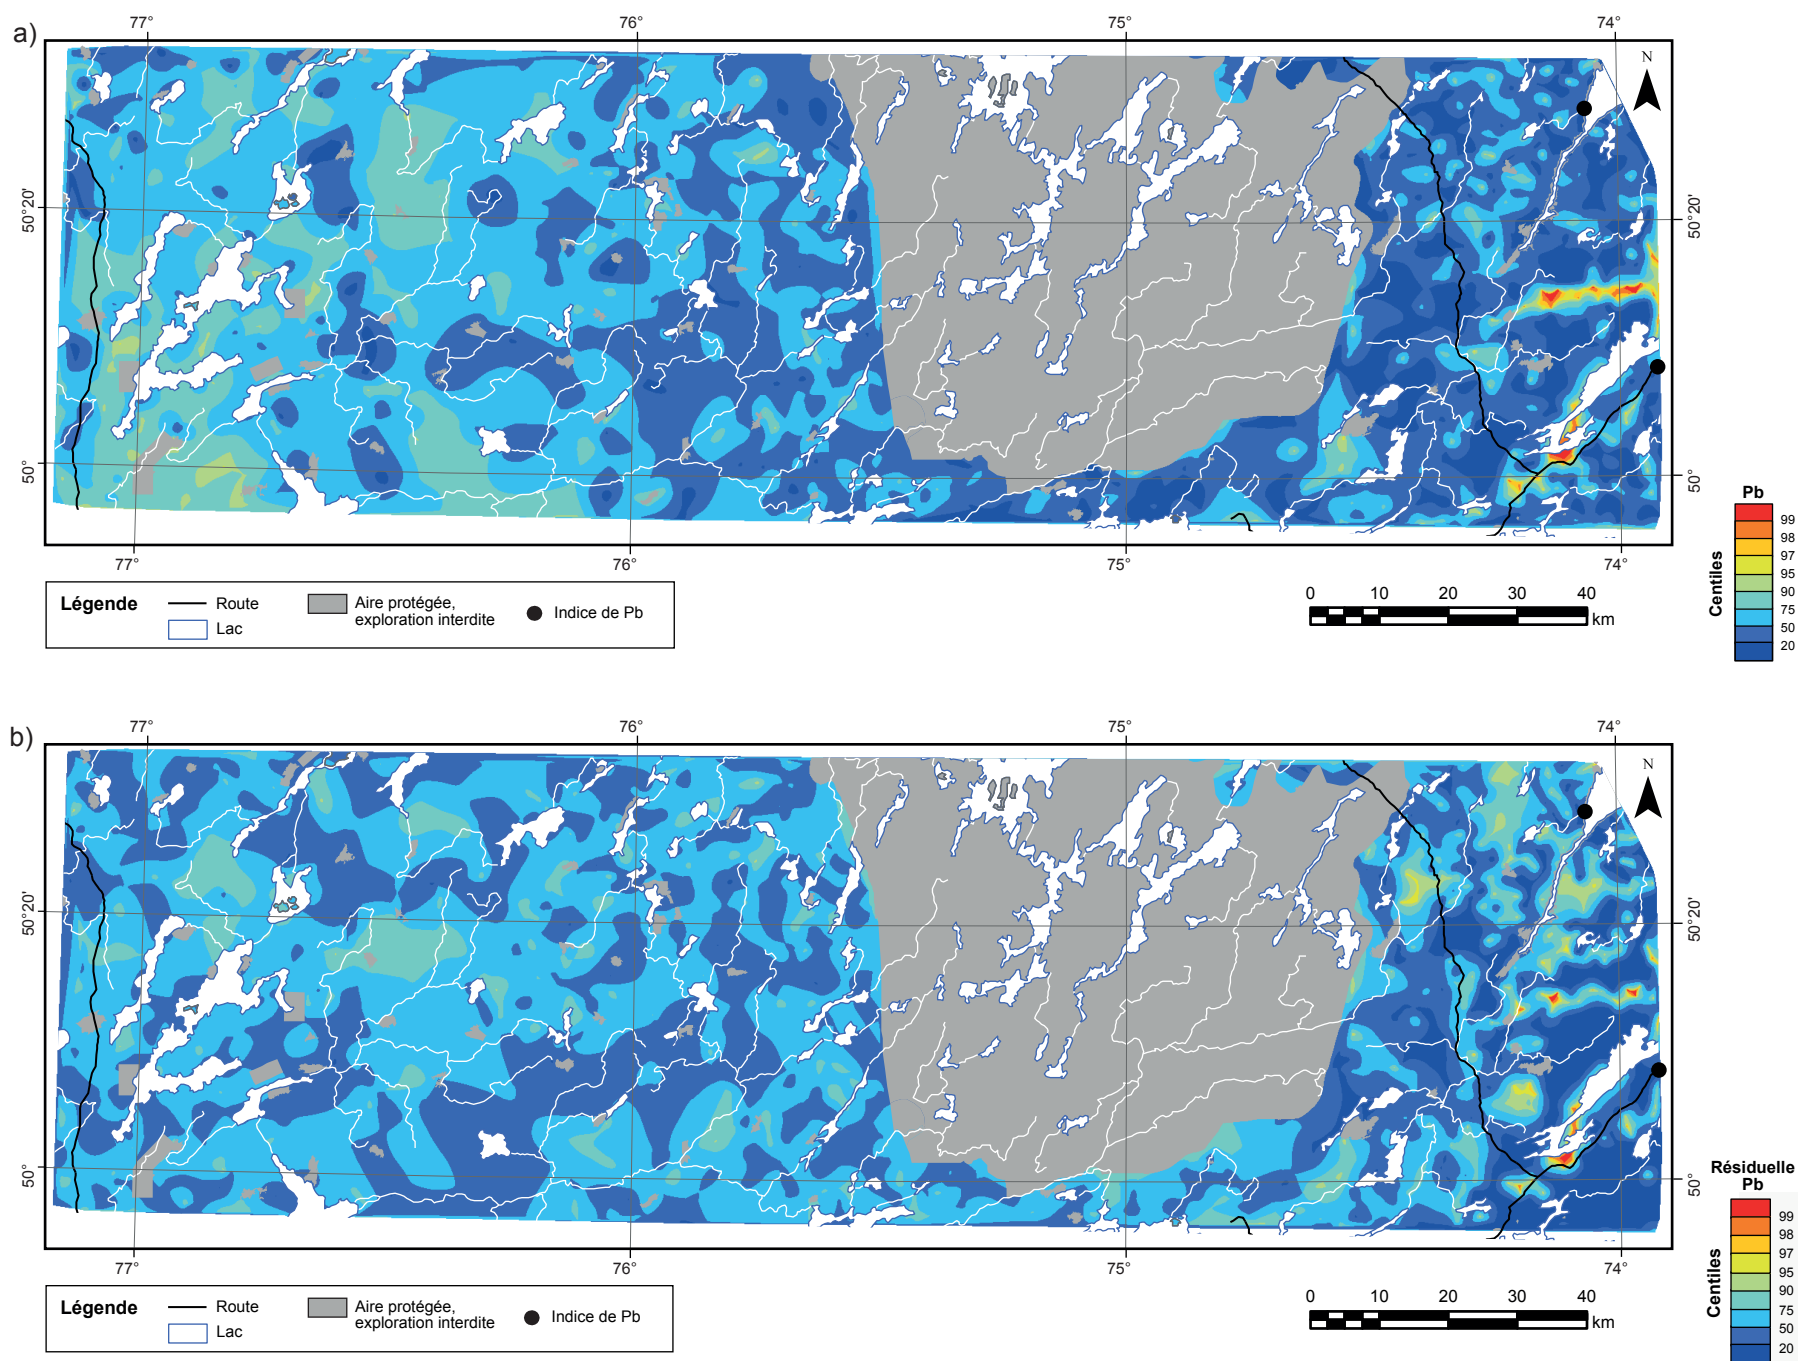 a)
77°
76°
75°
74°
N
50°20'
50°20'
50°
50°
77°
76°
75°
74°
Pb
Centiles
99
98
97
95
90
75
50
20
Légende
Route
Lac
Aire protégée,
exploration interdite
Indice de Pb
0 10 20 30 40
km
b)
77°
76°
75°
74°
N
50°20'
50°20'
50°
50°
77°
76°
75°
74°
Résiduelle
Pb
Centiles
99
98
97
95
90
75
50
20
Légende
Route
Lac
Aire protégée,
exploration interdite
Indice de Pb
0 10 20 30 40
km